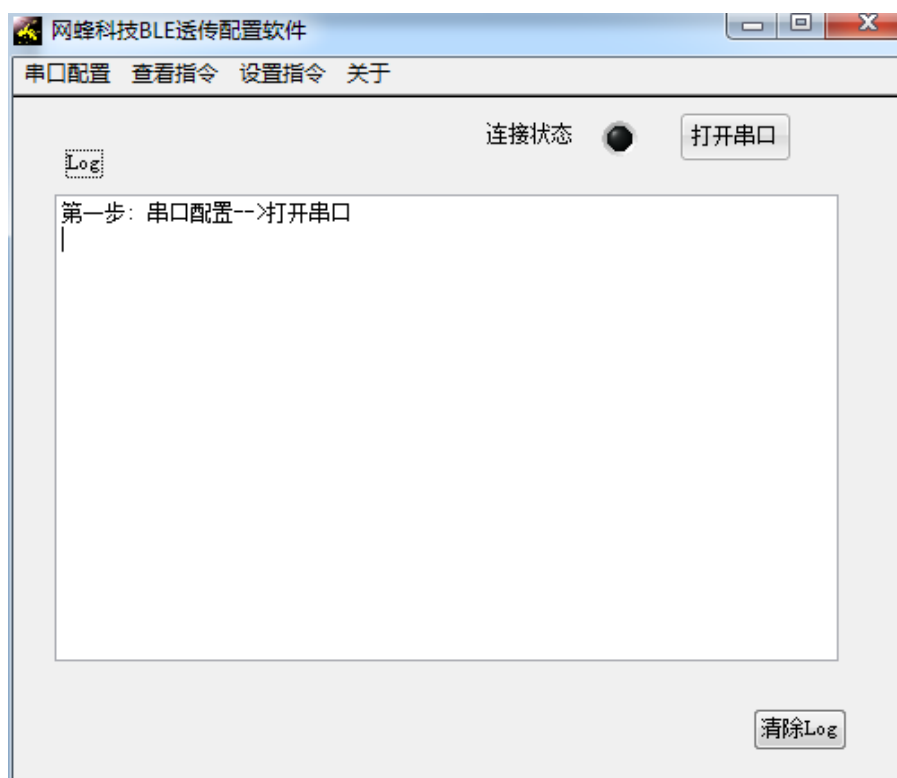 网蜂科技BLE透传配置软件
串口配置 查看指令 设置指令 关于
连接状态 打开串口
Log
第一步: 串口配置-->打开串口
清除Log